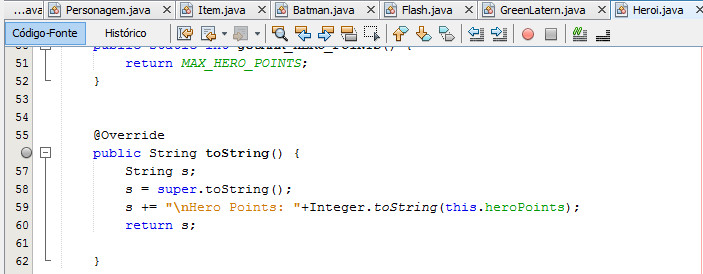 ...ava Personagem.java Item.java Batman.java Flash.java GreenLatern.java Heroi.java
Código-Fonte Histórico
51 return MAX_HERO_POINTS;
52 }
53
54
55 @Override
public String toString() {
57 String s;
58 s = super.toString();
59 s += "\nHero Points: "+Integer.toString(this.heroPoints);
60 return s;
61
62 }